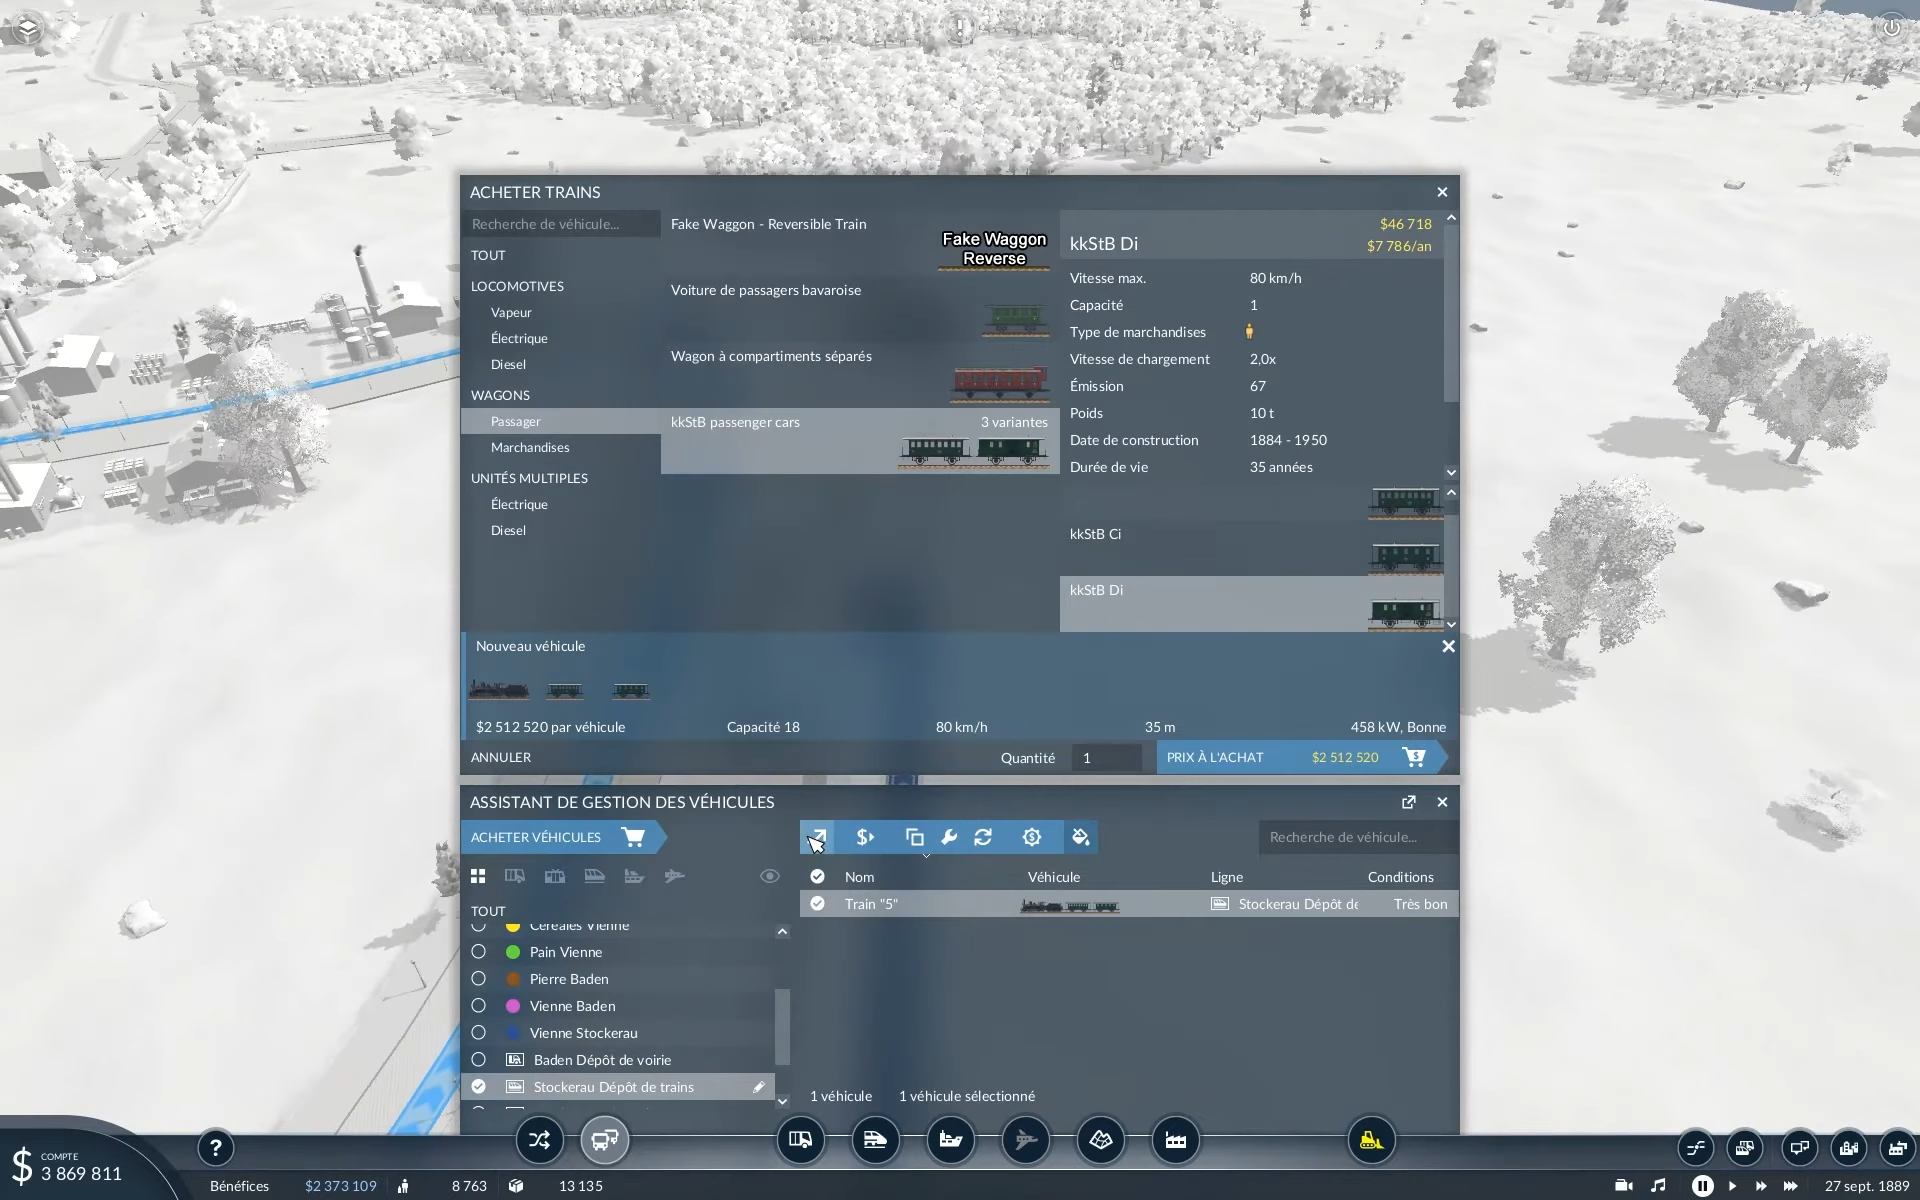 ACHETER TRAINS
Recherche de véhicule...
TOUT
LOCOMOTIVES
Vapeur
Électrique
Diesel
WAGONS
Passager
Marchandises
UNITÉS MULTIPLES
Électrique
Diesel
Fake Waggon - Reversible Train
Fake Waggon
Reverse
Voiture de passagers bavaroise
Wagon à compartiments séparés
kkStB passenger cars 3 variantes
$46 718
kkStB Di $7 786/an
Vitesse max. 80 km/h
Capacité 1
Type de marchandises
Vitesse de chargement 2,0x
Émission 67
Poids 10 t
Date de construction 1884 - 1950
Durée de vie 35 années
kkStB Ci
kkStB Di
Nouveau véhicule
$2 512 520 par véhicule Capacité 18 80 km/h 35 m 458 kW, Bonne
ANNULER Quantité 1 PRIX À L'ACHAT $2 512 520
ASSISTANT DE GESTION DES VÉHICULES
ACHETER VÉHICULES
Recherche de véhicule...
TOUT
Céréales Vienne
Pain Vienne
Pierre Baden
Vienne Baden
Vienne Stockerau
Baden Dépôt de voirie
Stockerau Dépôt de trains
Nom Véhicule Ligne Conditions
Train "5" Stockerau Dépôt de Très bon
1 véhicule 1 véhicule sélectionné
?
$ COMPTE
3 869 811
Bénéfices $2 373 109 8 763 13 135 27 sept. 1889